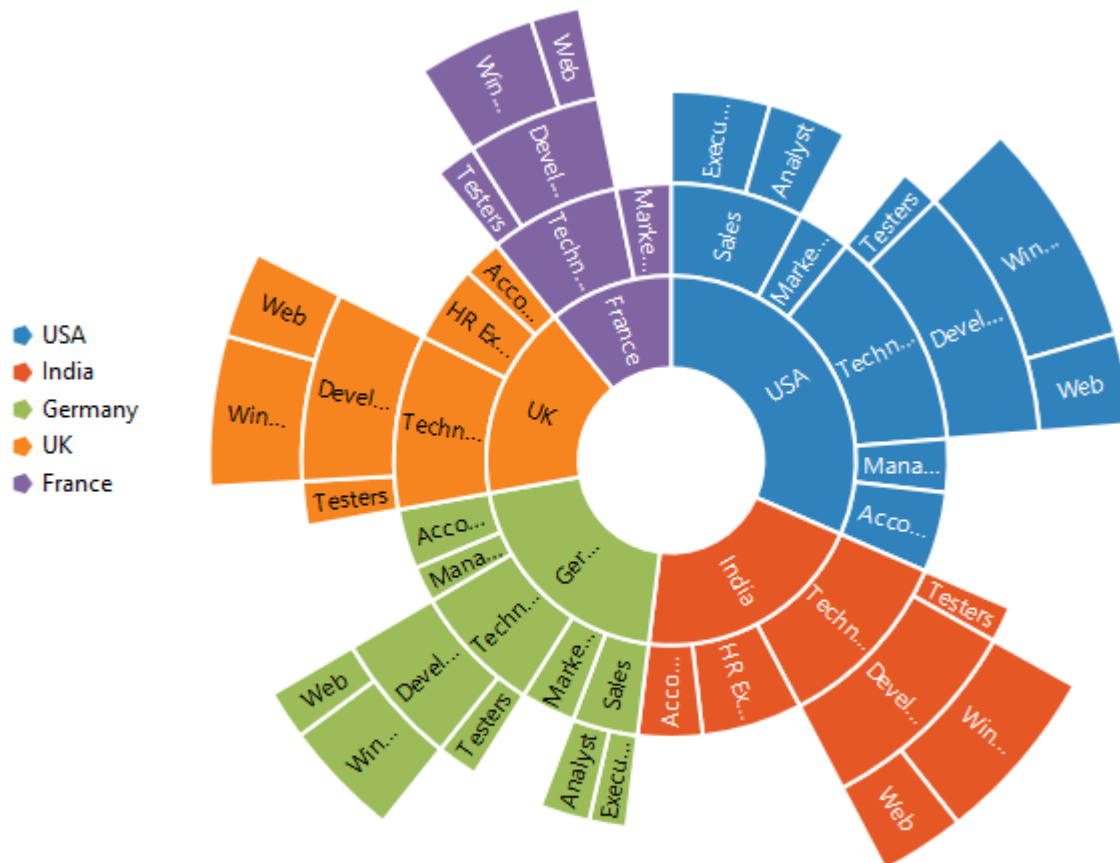 USA
India
Germany
UK
France
USA
Sales
Execu...
Analyst
Marke...
Techn...
Testers
Devel...
Win...
Web
Mana...
Acco...
India
Techn...
Testers
Devel...
Win...
Web
HR Ex...
Acco...
Ger...
Sales
Execu...
Analyst
Marke...
Techn...
Testers
Devel...
Win...
Web
Mana...
Acco...
UK
Techn...
Testers
Devel...
Win...
Web
HR Ex...
Acco...
France
Techn...
Testers
Devel...
Win...
Web
Marke...